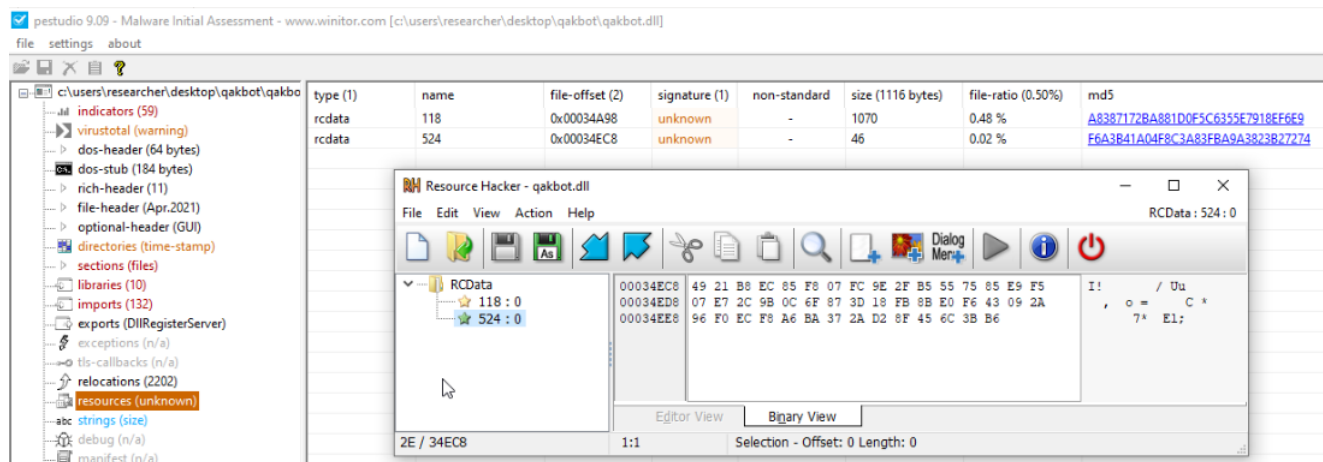 pestudio 9.09 - Malware Initial Assessment - www.winitor.com [c:\users\researcher\desktop\qakbot\qakbot.dll]
file settings about
c:\users\researcher\desktop\qakbot\qakbo
indicators (59)
virustotal (warning)
dos-header (64 bytes)
dos-stub (184 bytes)
rich-header (11)
file-header (Apr.2021)
optional-header (GUI)
directories (time-stamp)
sections (files)
libraries (10)
imports (132)
exports (DllRegisterServer)
exceptions (n/a)
tls-callbacks (n/a)
relocations (2202)
resources (unknown)
abc strings (size)
debug (n/a)
manifest (n/a)
type (1) name file-offset (2) signature (1) non-standard size (1116 bytes) file-ratio (0.50%) md5
rcdata 118 0x00034A98 unknown - 1070 0.48 % A8387172BA881D0F5C6355E7918EF6E9
rcdata 524 0x00034EC8 unknown - 46 0.02 % F6A3B41A04F8C3A83FBA9A3823B27274
RH Resource Hacker - qakbot.dll
File Edit View Action Help RCData : 524 : 0
As Dialog Menu
RCData
118 : 0
524 : 0
00034EC8 49 21 B8 EC 85 F8 07 FC 9E 2F B5 55 75 85 E9 F5 I! / Uu
00034ED8 07 E7 2C 9B 0C 6F 87 3D 18 FB 8B E0 F6 43 09 2A , o = C *
00034EE8 96 F0 EC F8 A6 BA 37 2A D2 8F 45 6C 3B B6 7* El;
Editor View Binary View
2E / 34EC8 1:1 Selection - Offset: 0 Length: 0